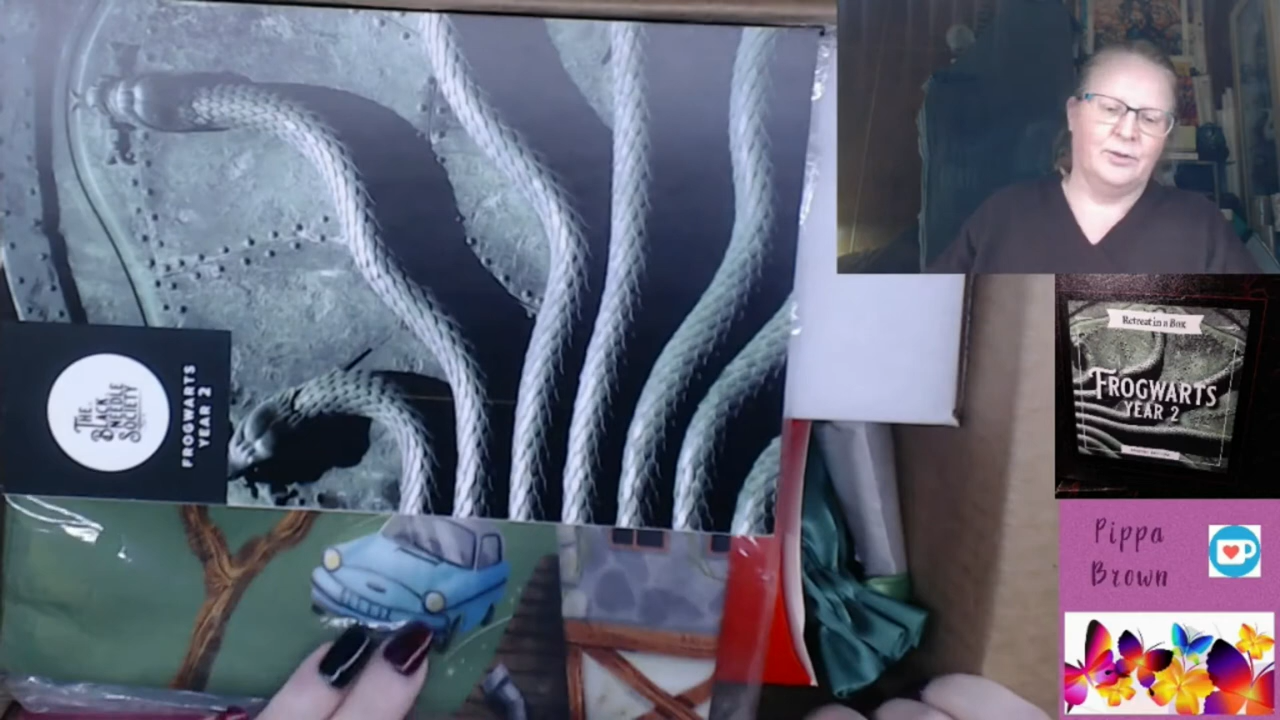 THE
BLACK
NEEDLE
SOCIETY
FROGWARTS
YEAR 2
Retreat in a Box
FROGWARTS
YEAR 2
Pippa
Brown